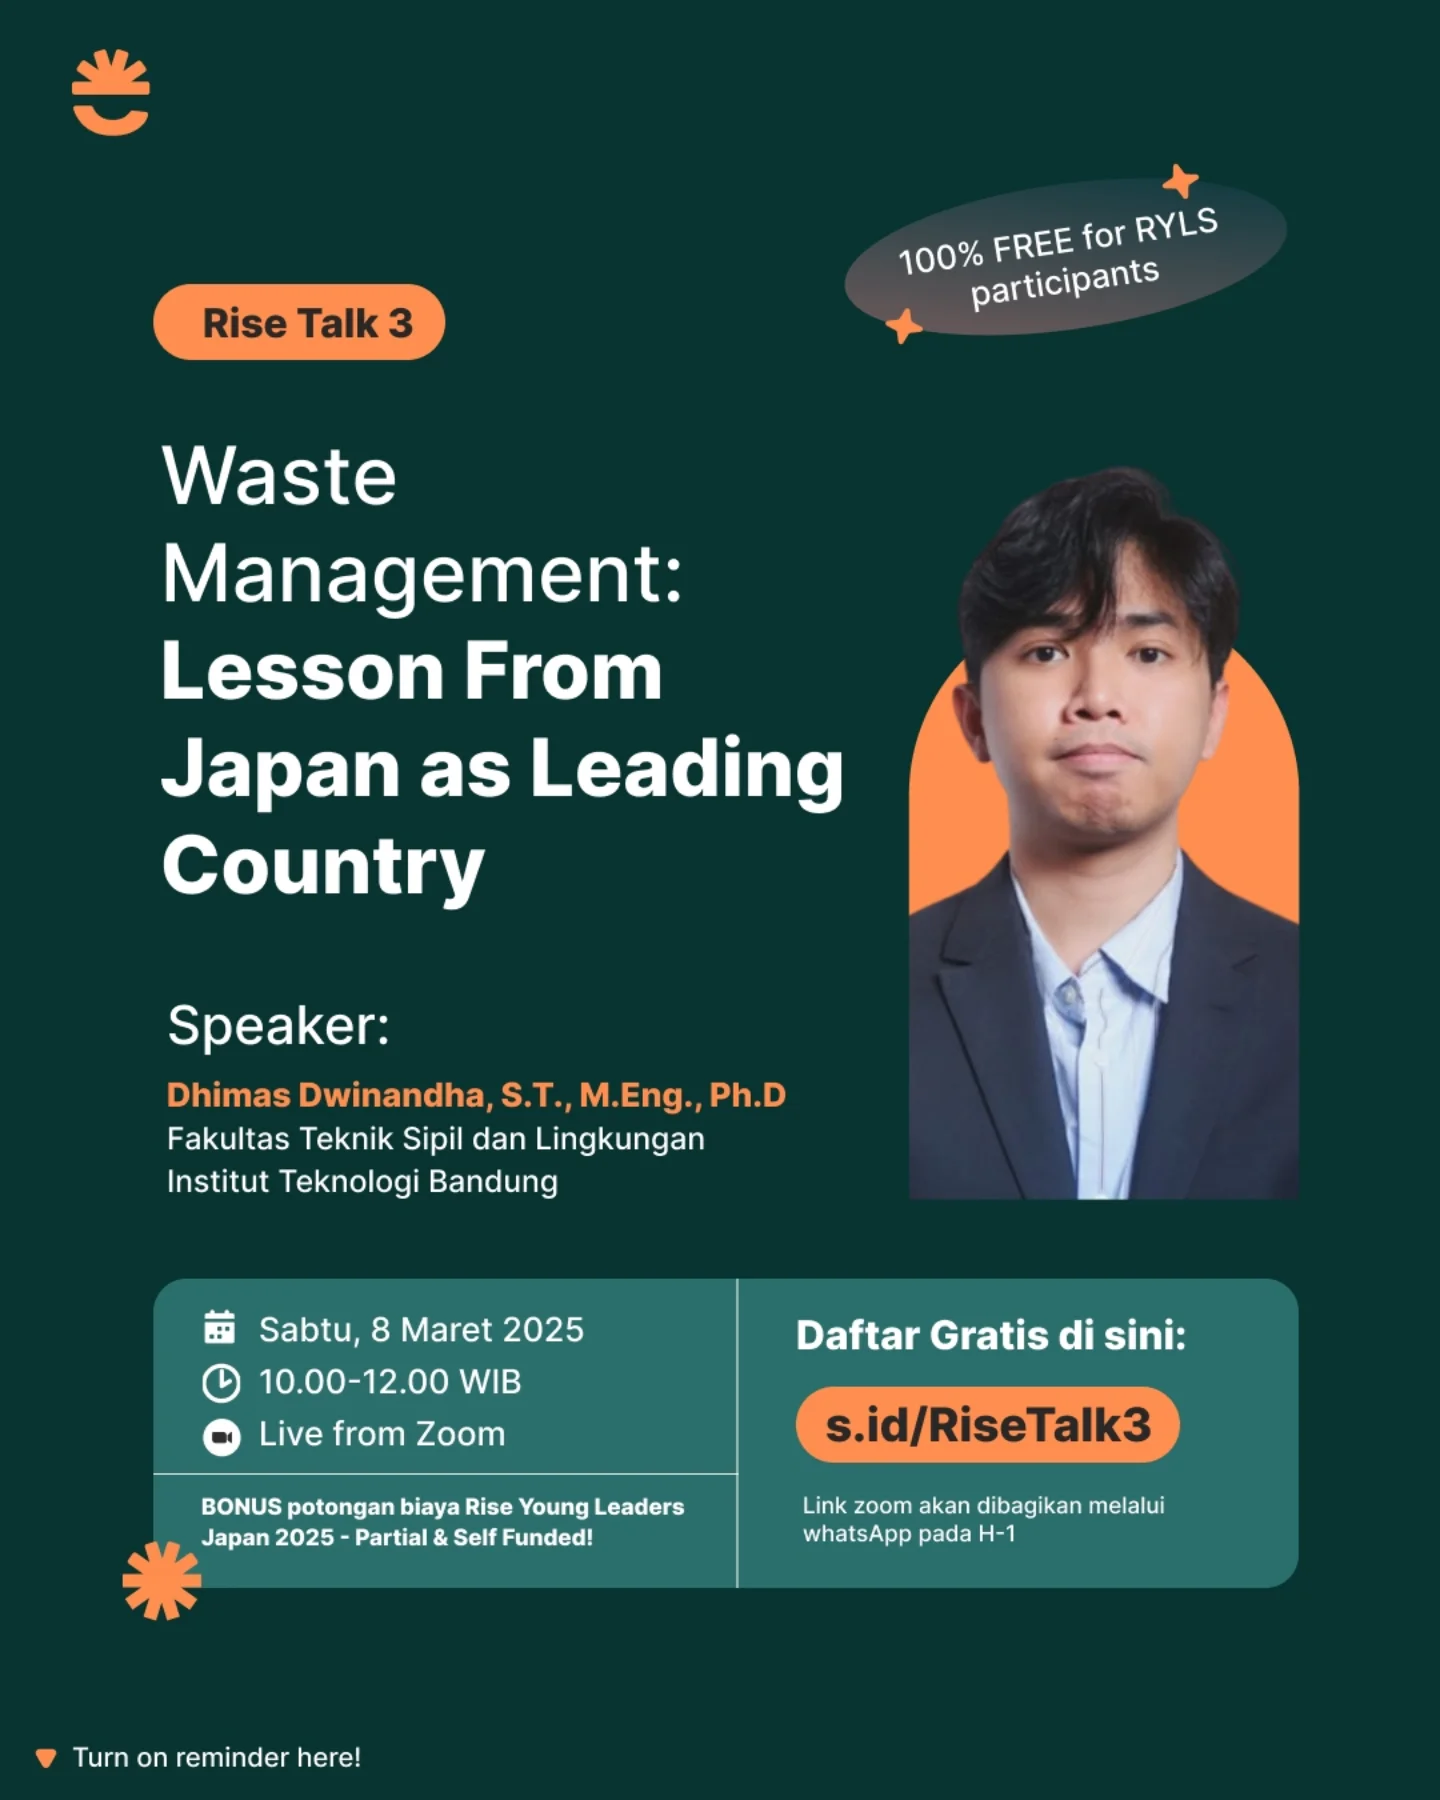 100% FREE for RYLS
participants
Rise Talk 3
Waste
Management:
Lesson From
Japan as Leading
Country
Speaker:
Dhimas Dwinandha, S.T., M.Eng., Ph.D
Fakultas Teknik Sipil dan Lingkungan
Institut Teknologi Bandung
Sabtu, 8 Maret 2025
10.00-12.00 WIB
Live from Zoom
BONUS potongan biaya Rise Young Leaders
Japan 2025 - Partial & Self Funded!
Daftar Gratis di sini:
s.id/RiseTalk3
Link zoom akan dibagikan melalui
whatsApp pada H-1
Turn on reminder here!